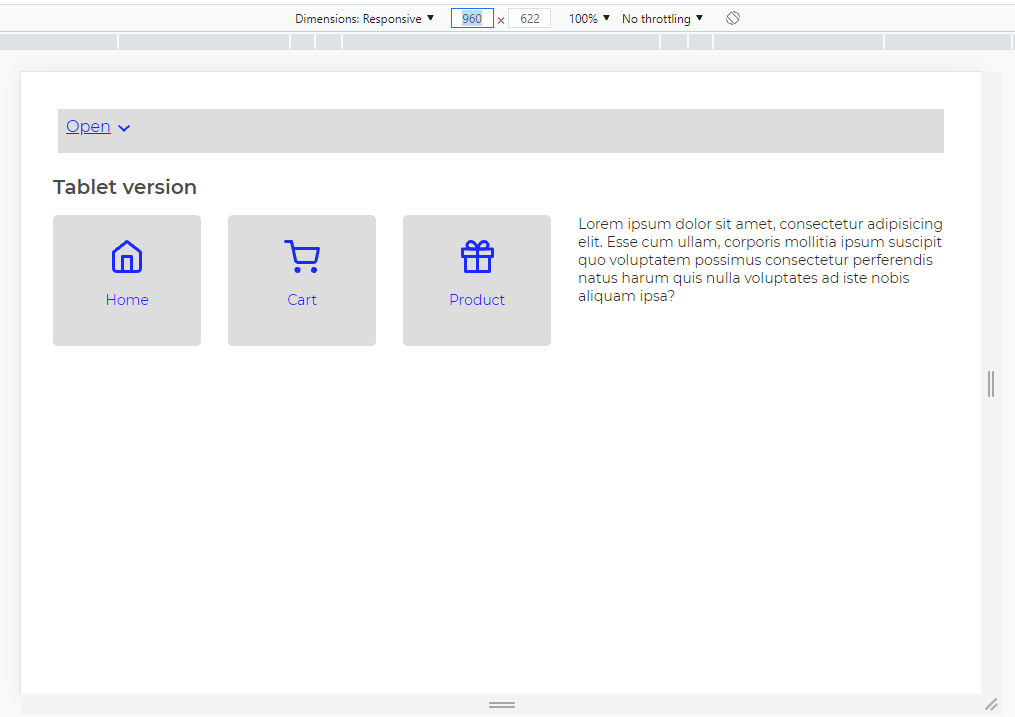 Dimensions: Responsive 960 × 622 100% No throttling
Open
Tablet version
Home Cart Product
Lorem ipsum dolor sit amet, consectetur adipisicing
elit. Esse cum ullam, corporis mollitia ipsum suscipit
quo voluptatem possimus consectetur perferendis
natus harum quis nulla voluptates ad iste nobis
aliquam ipsa?